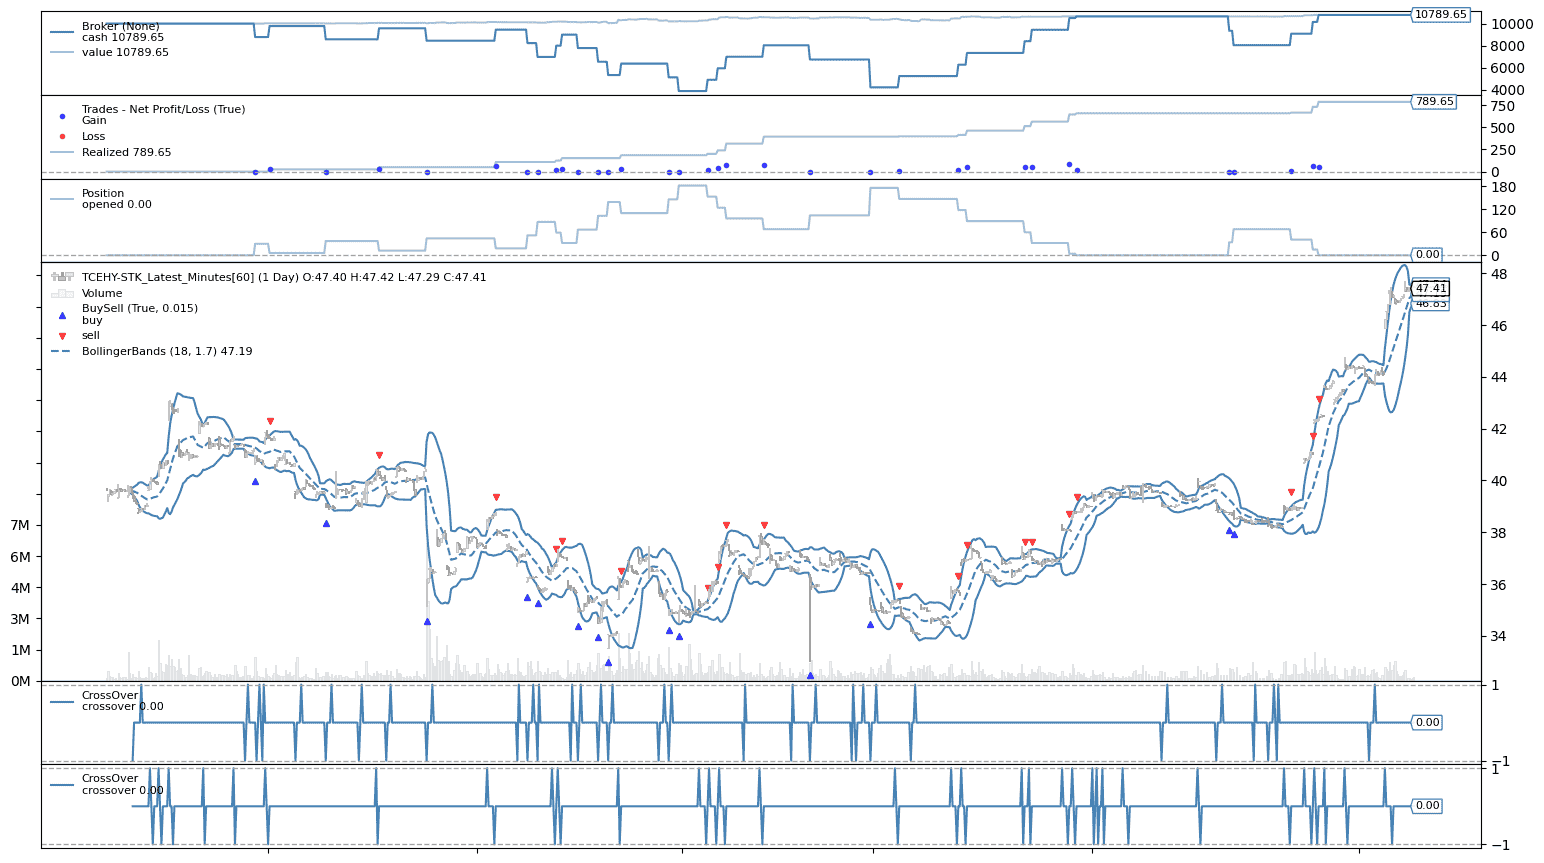 Broker (None)
cash 10789.65
value 10789.65
10789.65
10000
8000
6000
4000
Trades - Net Profit/Loss (True)
Gain
Loss
Realized 789.65
789.65
750
500
250
0
Position
opened 0.00
180
120
60
0
0.00
TCEHY-STK_Latest_Minutes[60] (1 Day) O:47.40 H:47.42 L:47.29 C:47.41
Volume
BuySell (True, 0.015)
buy
sell
BollingerBands (18, 1.7) 47.19
48
47.41
46.83
46
44
42
40
38
36
34
7M
6M
4M
3M
1M
0M
CrossOver
crossover 0.00
1
0.00
−1
CrossOver
crossover 0.00
1
0.00
−1